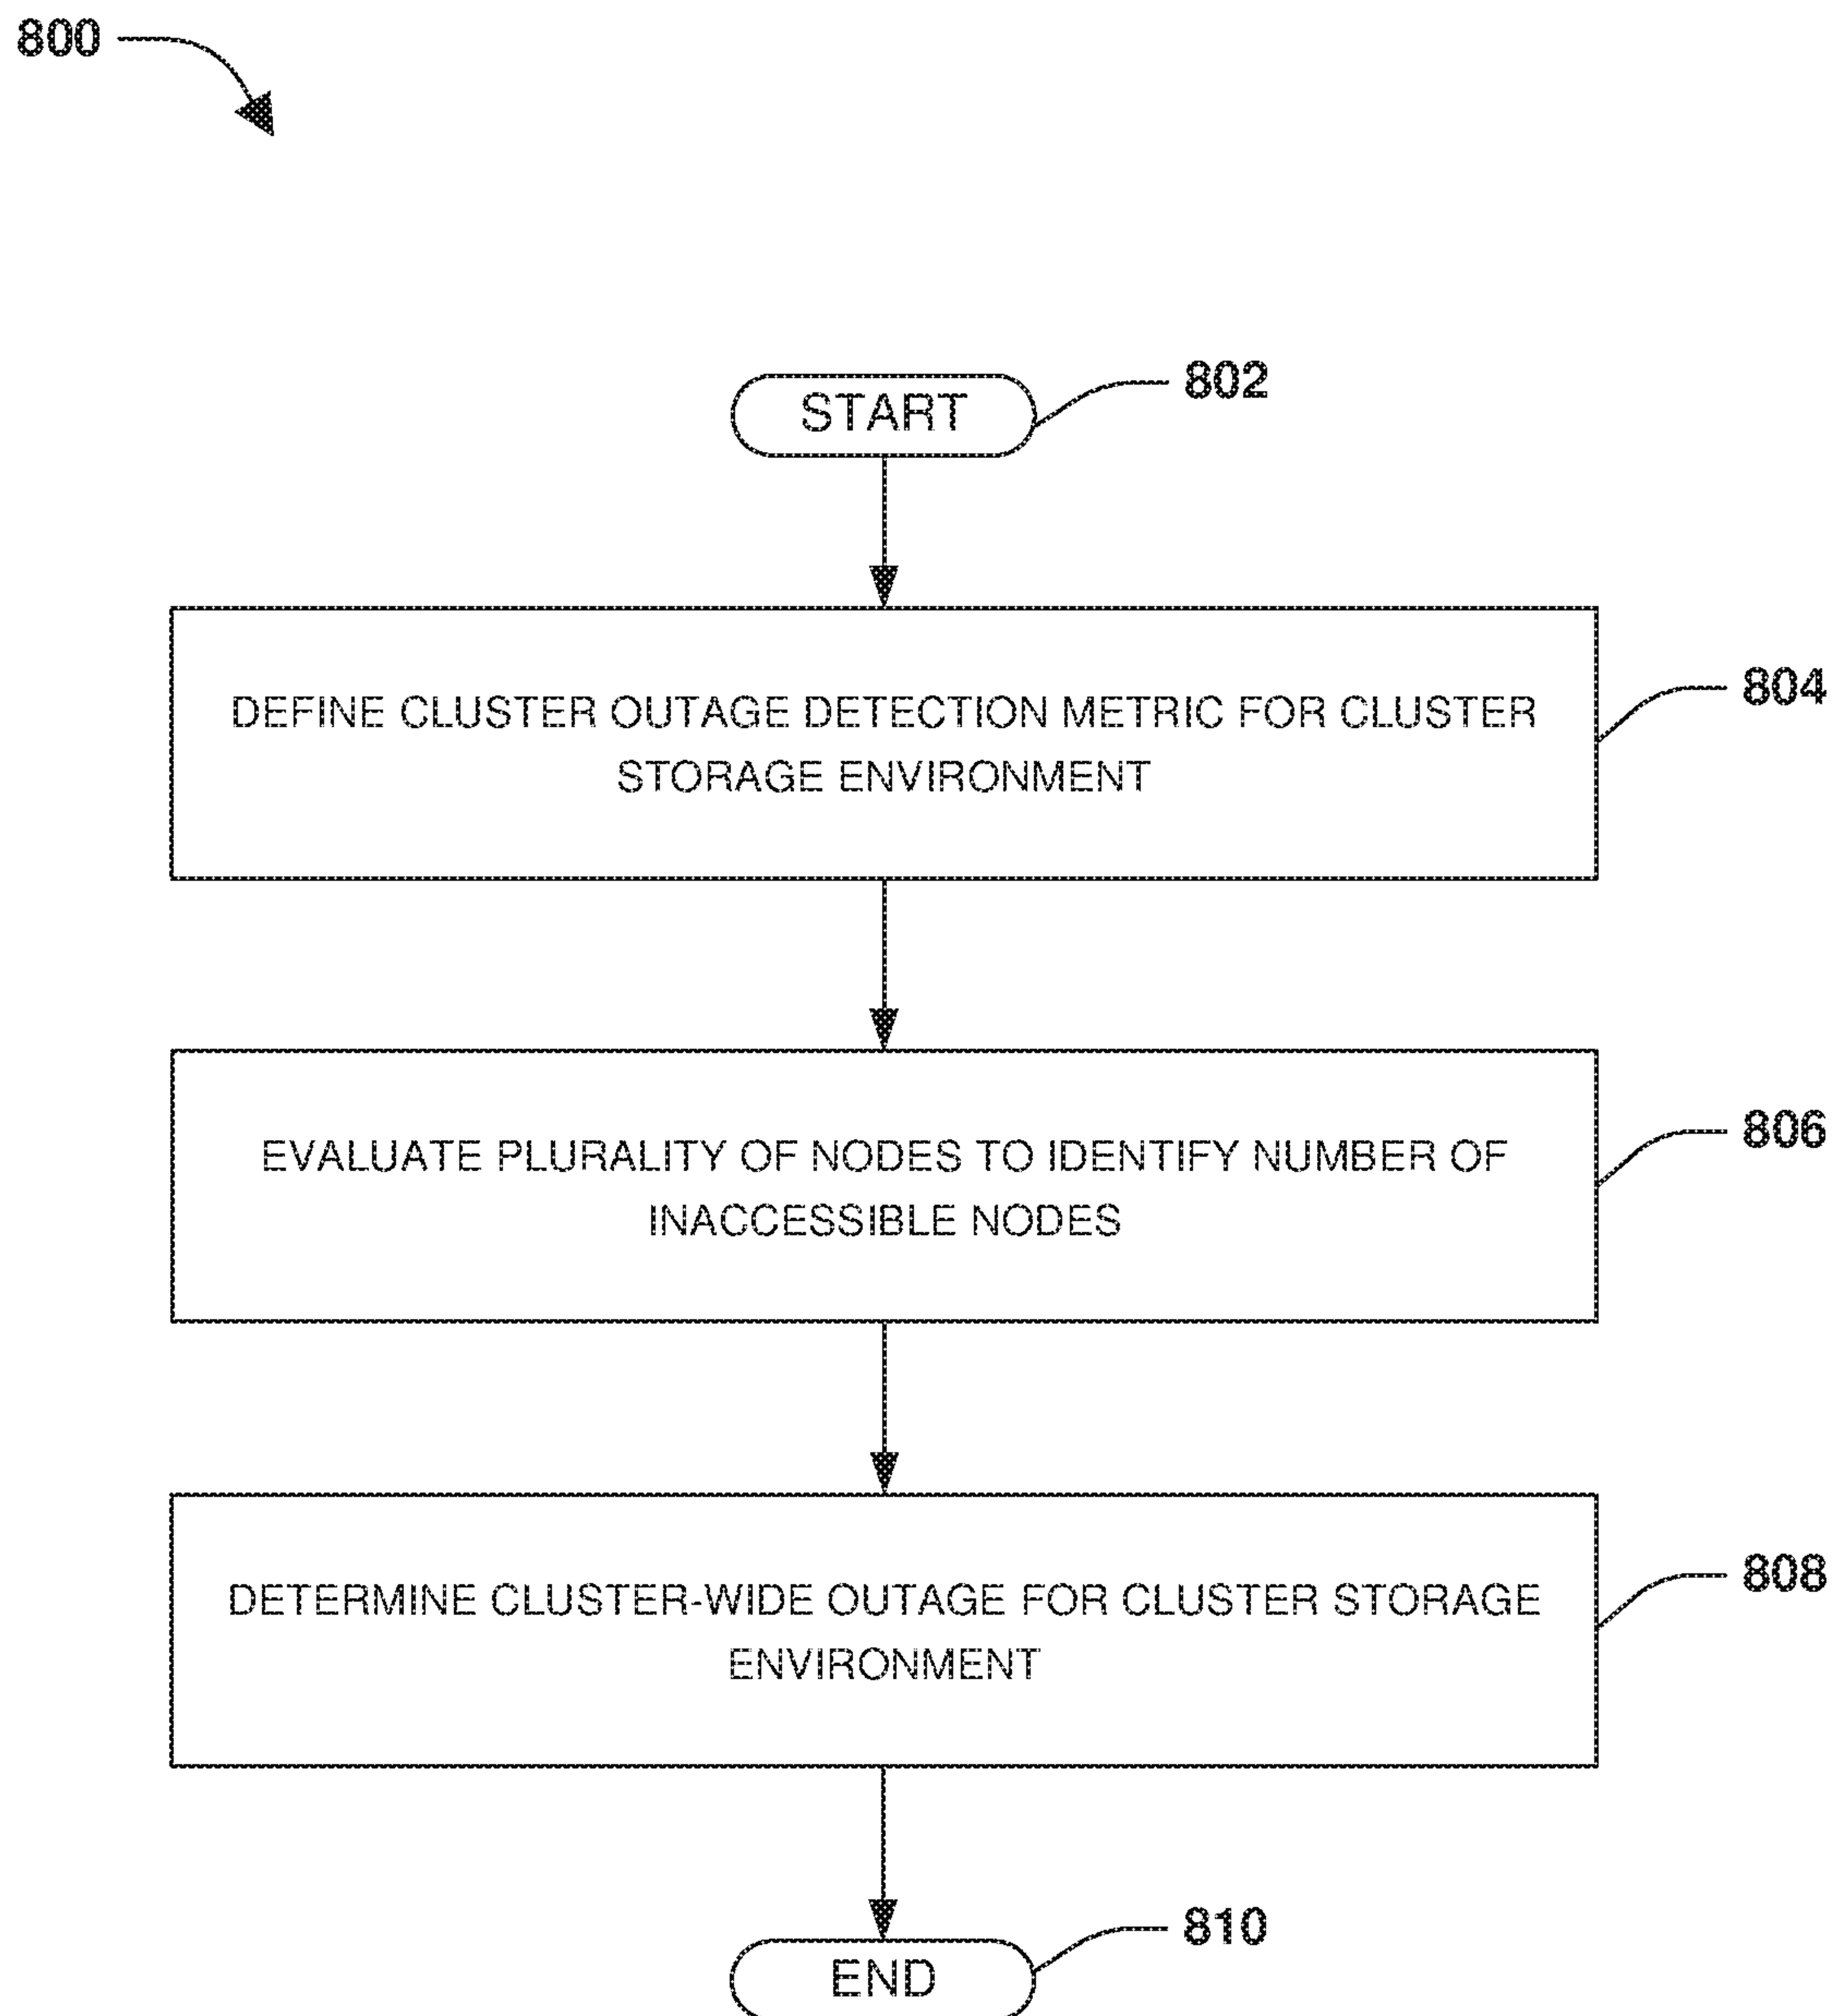 800
START
802
DEFINE CLUSTER OUTAGE DETECTION METRIC FOR CLUSTER
STORAGE ENVIRONMENT
804
EVALUATE PLURALITY OF NODES TO IDENTIFY NUMBER OF
INACCESSIBLE NODES
806
DETERMINE CLUSTER-WIDE OUTAGE FOR CLUSTER STORAGE
ENVIRONMENT
808
END
810